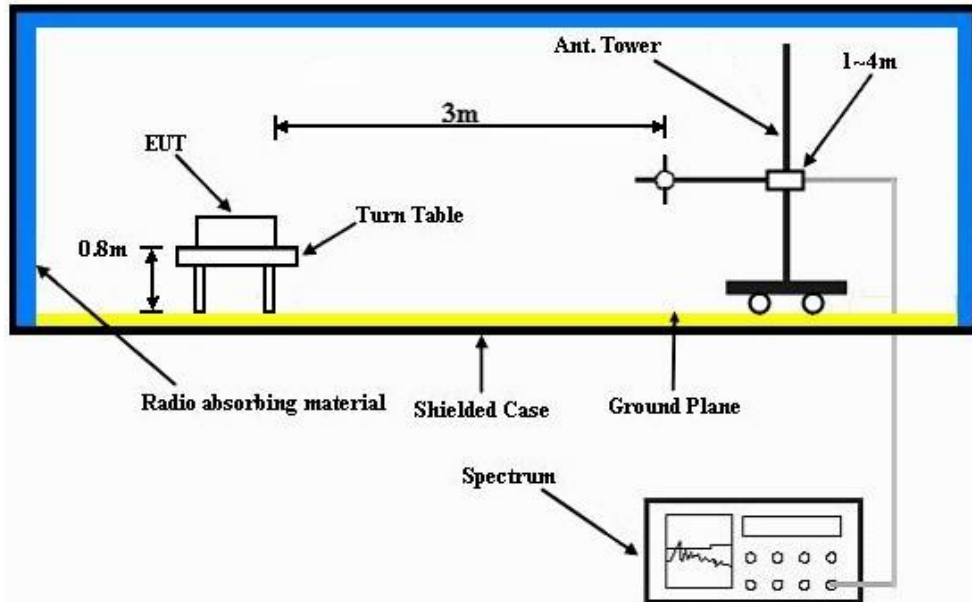 Ant. Tower
1~4m
3m
EUT
Turn Table
0.8m
Radio absorbing material
Shielded Case
Ground Plane
Spectrum